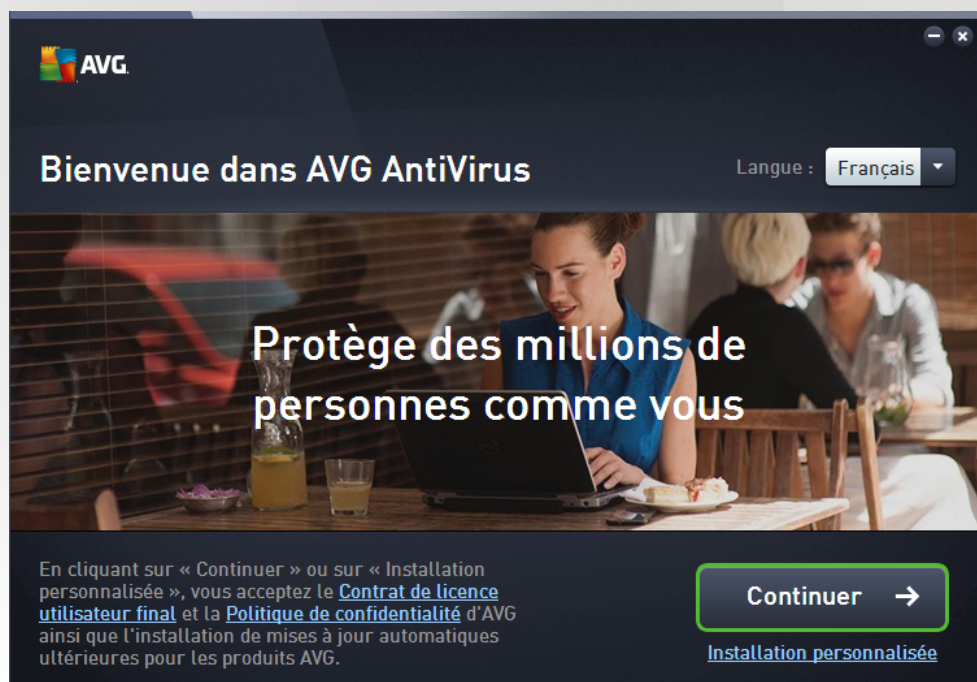 AVG.
Bienvenue dans AVG AntiVirus
Langue :
Français
Protège des millions de
personnes comme vous
En cliquant sur « Continuer » ou sur « Installation
personnalisée », vous acceptez le Contrat de licence
utilisateur final et la Politique de confidentialité d'AVG
ainsi que l'installation de mises à jour automatiques
ultérieures pour les produits AVG.
Continuer →
Installation personnalisée